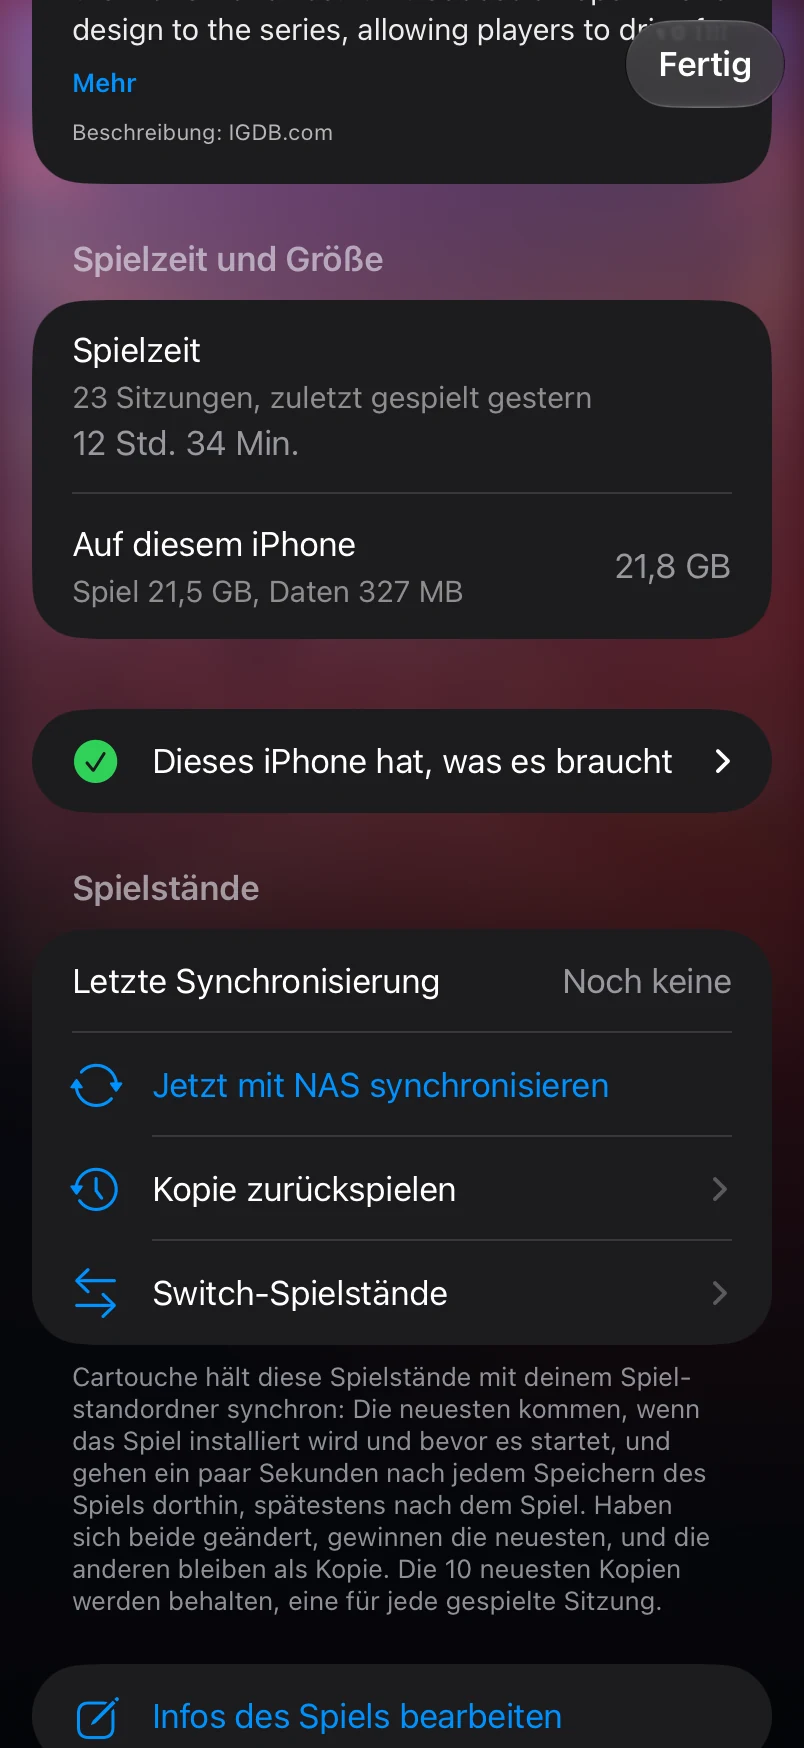 design to the series, allowing players to
Fertig
Mehr
Beschreibung: IGDB.com
Spielzeit und Größe
Spielzeit
23 Sitzungen, zuletzt gespielt gestern
12 Std. 34 Min.
Auf diesem iPhone
21,8 GB
Spiel 21,5 GB, Daten 327 MB
Dieses iPhone hat, was es braucht
Spielstände
Letzte Synchronisierung
Noch keine
Jetzt mit NAS synchronisieren
Kopie zurückspielen
Switch-Spielstände
Cartouche hält diese Spielstände mit deinem Spiel-
standordner synchron: Die neuesten kommen, wenn
das Spiel installiert wird und bevor es startet, und
gehen ein paar Sekunden nach jedem Speichern des
Spiels dorthin, spätestens nach dem Spiel. Haben
sich beide geändert, gewinnen die neuesten, und die
anderen bleiben als Kopie. Die 10 neuesten Kopien
werden behalten, eine für jede gespielte Sitzung.
Infos des Spiels bearbeiten